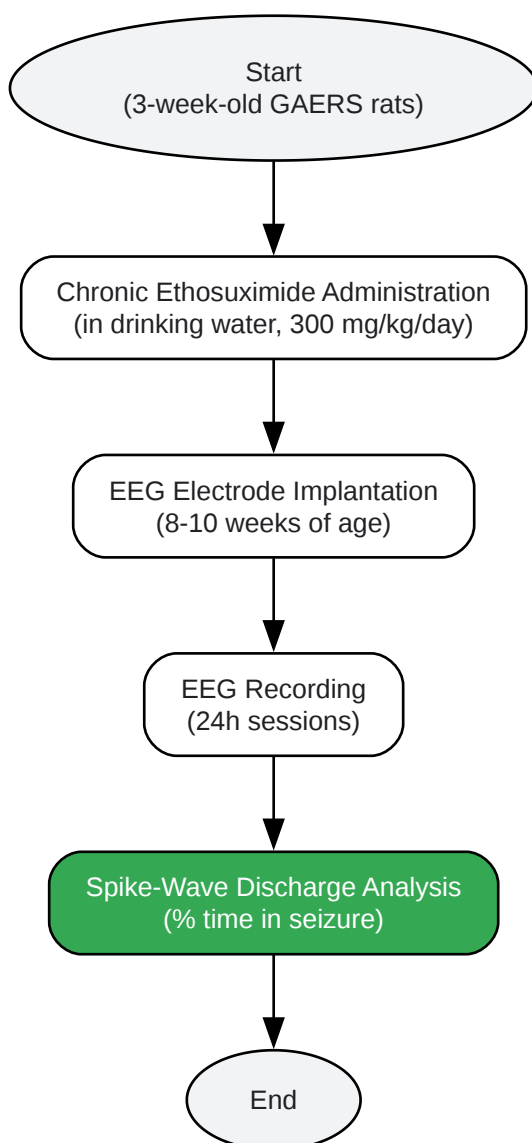 Start
(3-week-old GAERS rats)
Chronic Ethosuximide Administration
(in drinking water, 300 mg/kg/day)
EEG Electrode Implantation
(8-10 weeks of age)
EEG Recording
(24h sessions)
Spike-Wave Discharge Analysis
(% time in seizure)
End